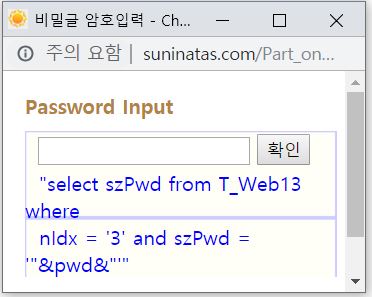 비밀글 암호입력 - Ch...
주의 요함 | suninatas.com/Part_on...
Password Input
확인
"select szPwd from T_Web13
where
nIdx = '3' and szPwd =
'"&pwd&"'"